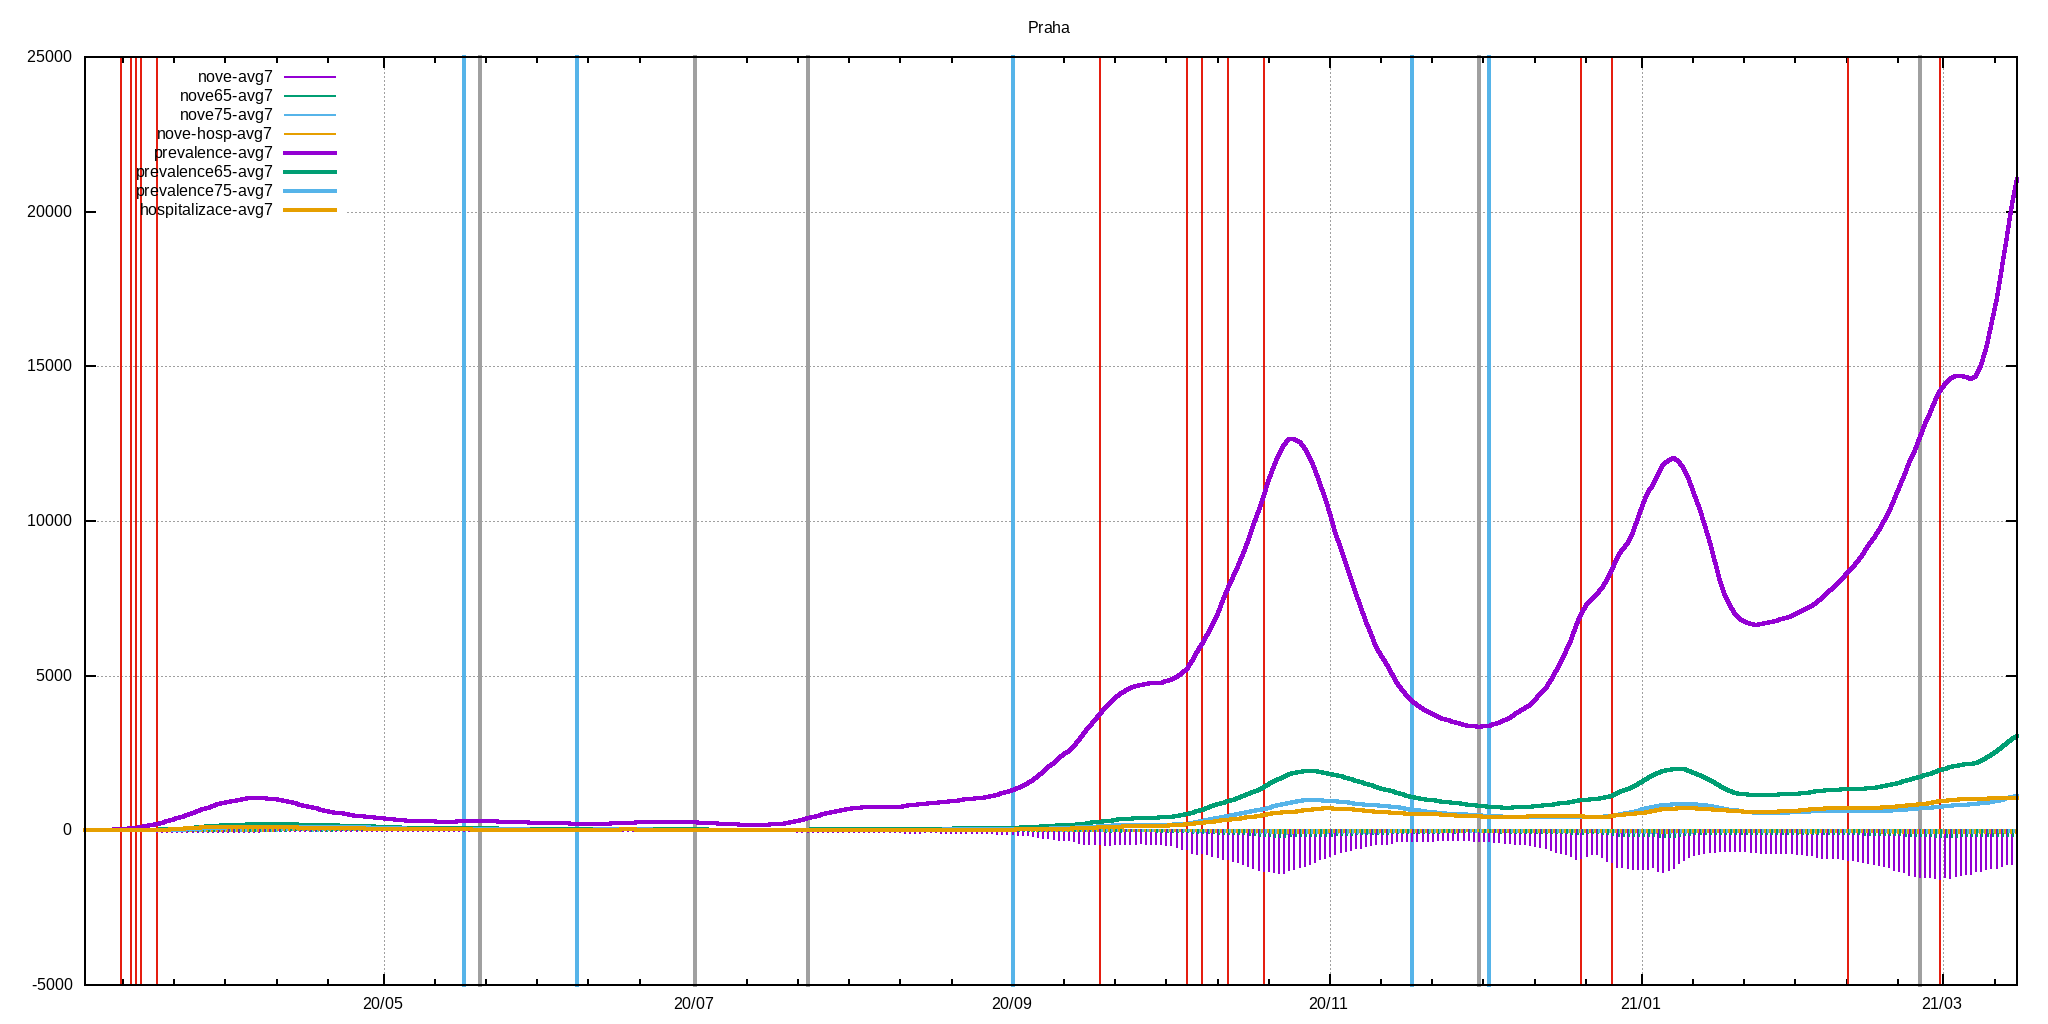 Praha
25000
nove-avg7
nove65-avg7
nove75-avg7
nove-hosp-avg7
prevalence-avg7
prevalence65-avg7
prevalence75-avg7
hospitalizace-avg7
20000
15000
10000
5000
0
-5000
20/05 20/07 20/09 20/11 21/01 21/03